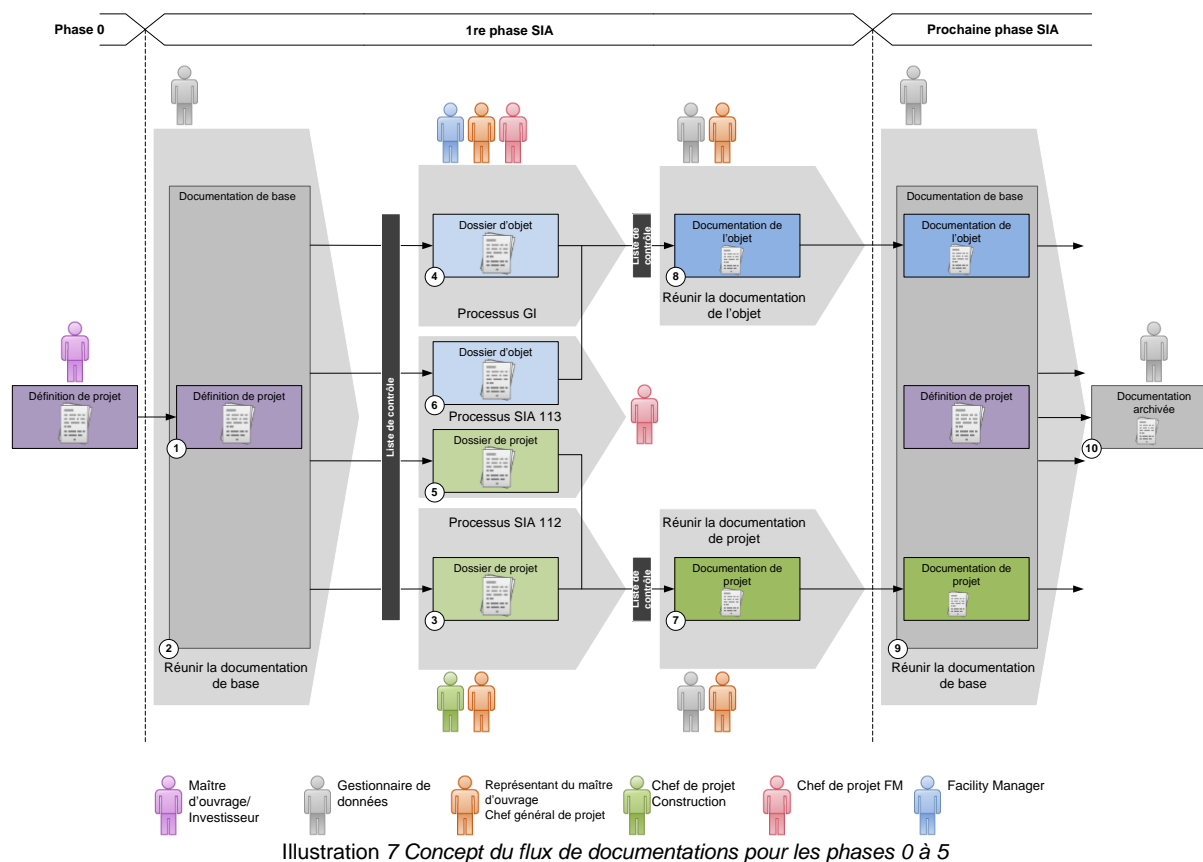 Phase 0
1re phase SIA
Prochaine phase SIA
Documentation de base
Définition de projet
Définition de projet
1
2
Réunir la documentation
de base
Liste de contrôle
Dossier d'objet
4
Processus GI
Dossier d'objet
6
Processus SIA 113
Dossier de projet
5
Processus SIA 112
Dossier de projet
3
Liste de
contrôle
Documentation de
l'objet
8
Réunir la documentation
de l'objet
Réunir la documentation
de projet
Liste de
contrôle
Documentation de
projet
7
Documentation de base
Documentation de
l'objet
Définition de projet
Documentation de
projet
9
Réunir la documentation
de base
Documentation
archivée
10
Maître
d'ouvrage/
Investisseur
Gestionnaire de
données
Représentant du maître
d'ouvrage
Chef général de projet
Chef de projet
Construction
Chef de projet FM
Facility Manager
Illustration 7 Concept du flux de documentations pour les phases 0 à 5